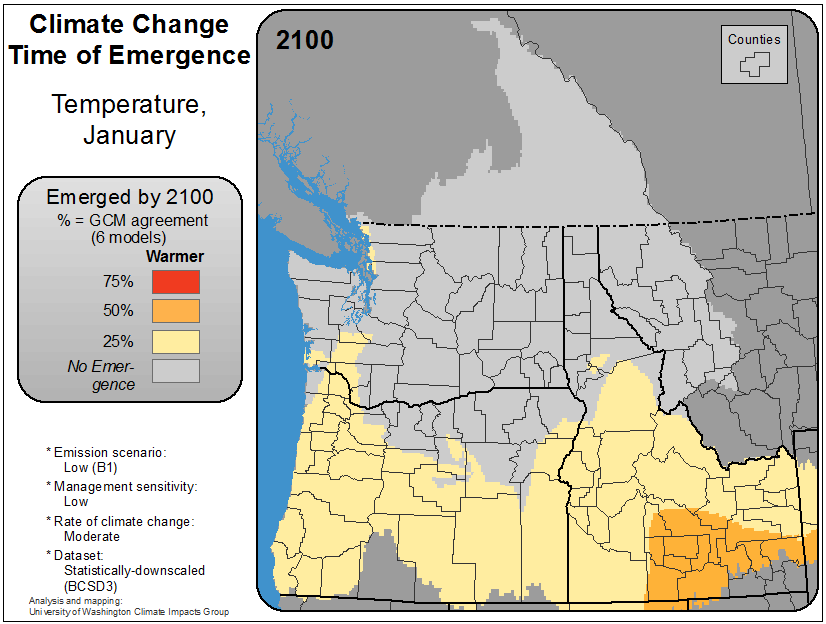 Climate Change
Time of Emergence
Temperature,
January
Emerged by 2100
% = GCM agreement
(6 models)
Warmer
75%
50%
25%
No Emer-
gence
* Emission scenario:
Low (B1)
* Management sensitivity:
Low
* Rate of climate change:
Moderate
* Dataset:
Statistically-downscaled
(BCSD3)
Analysis and mapping:
University of Washington Climate Impacts Group
2100
Counties